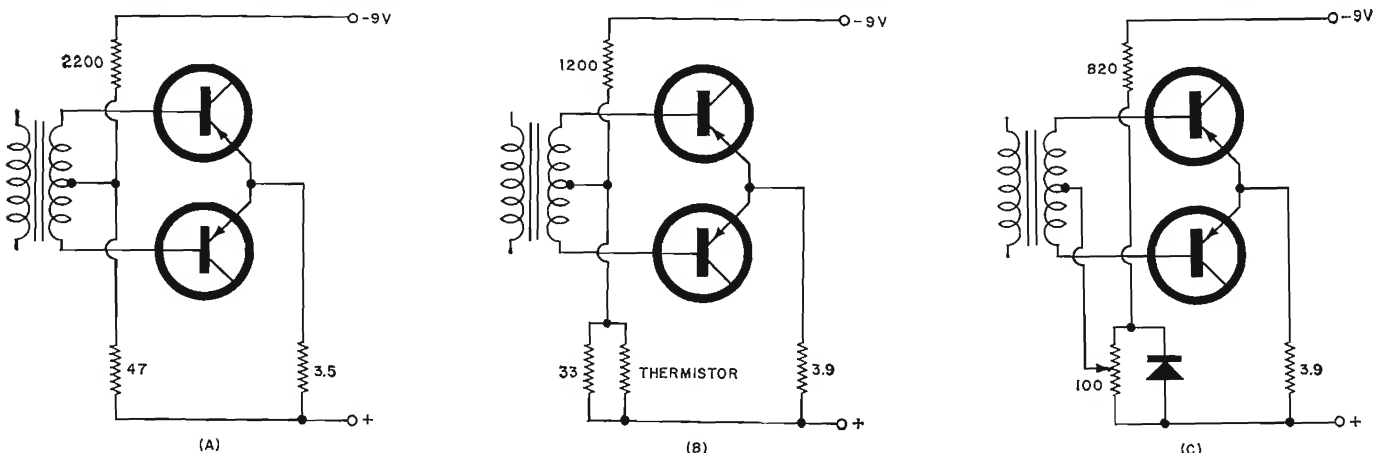 -9V
2200
47
3.5
+
(A)
-9V
1200
33
THERMISTOR
3.9
+
(B)
-9V
820
100
3.9
+
(C)